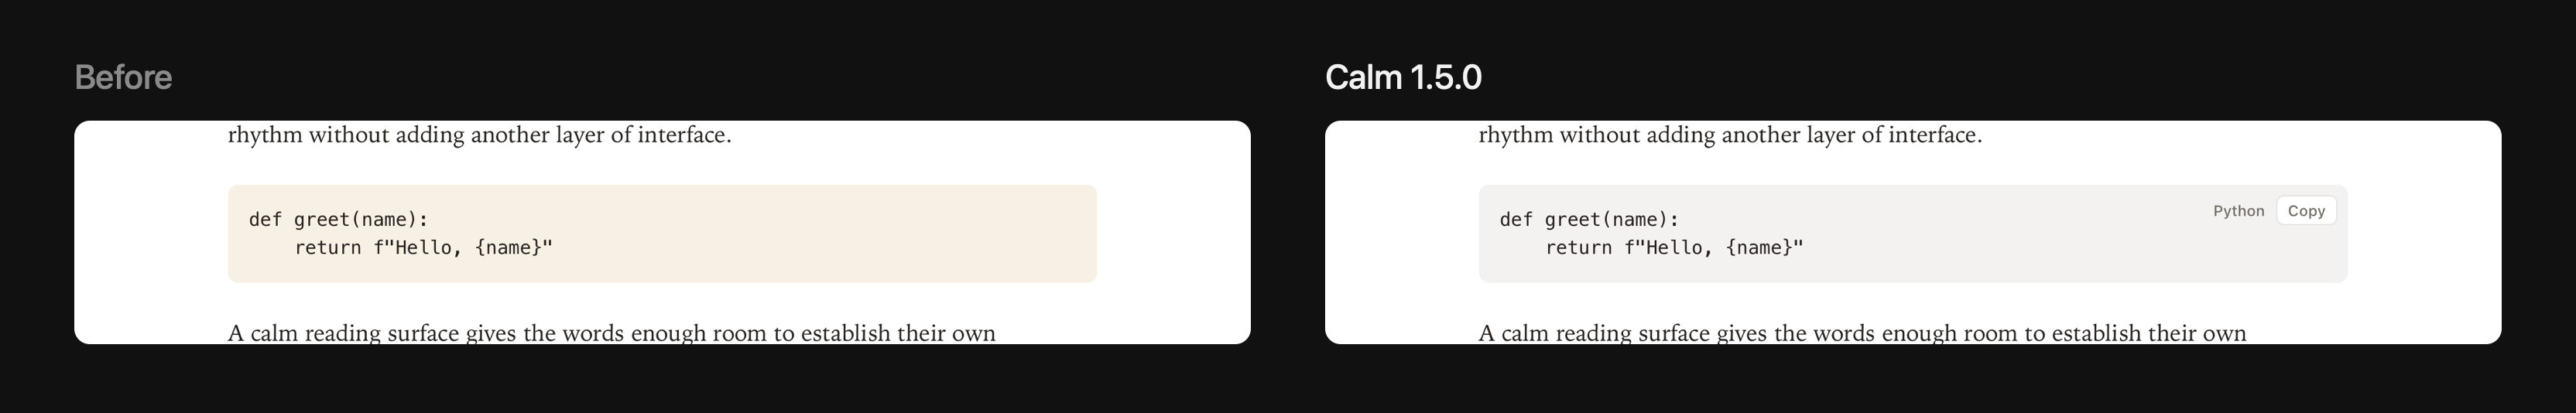 Before
rhythm without adding another layer of interface.
def greet(name):
    return f"Hello, {name}"
A calm reading surface gives the words enough room to establish their own
Calm 1.5.0
rhythm without adding another layer of interface.
Python Copy
def greet(name):
    return f"Hello, {name}"
A calm reading surface gives the words enough room to establish their own